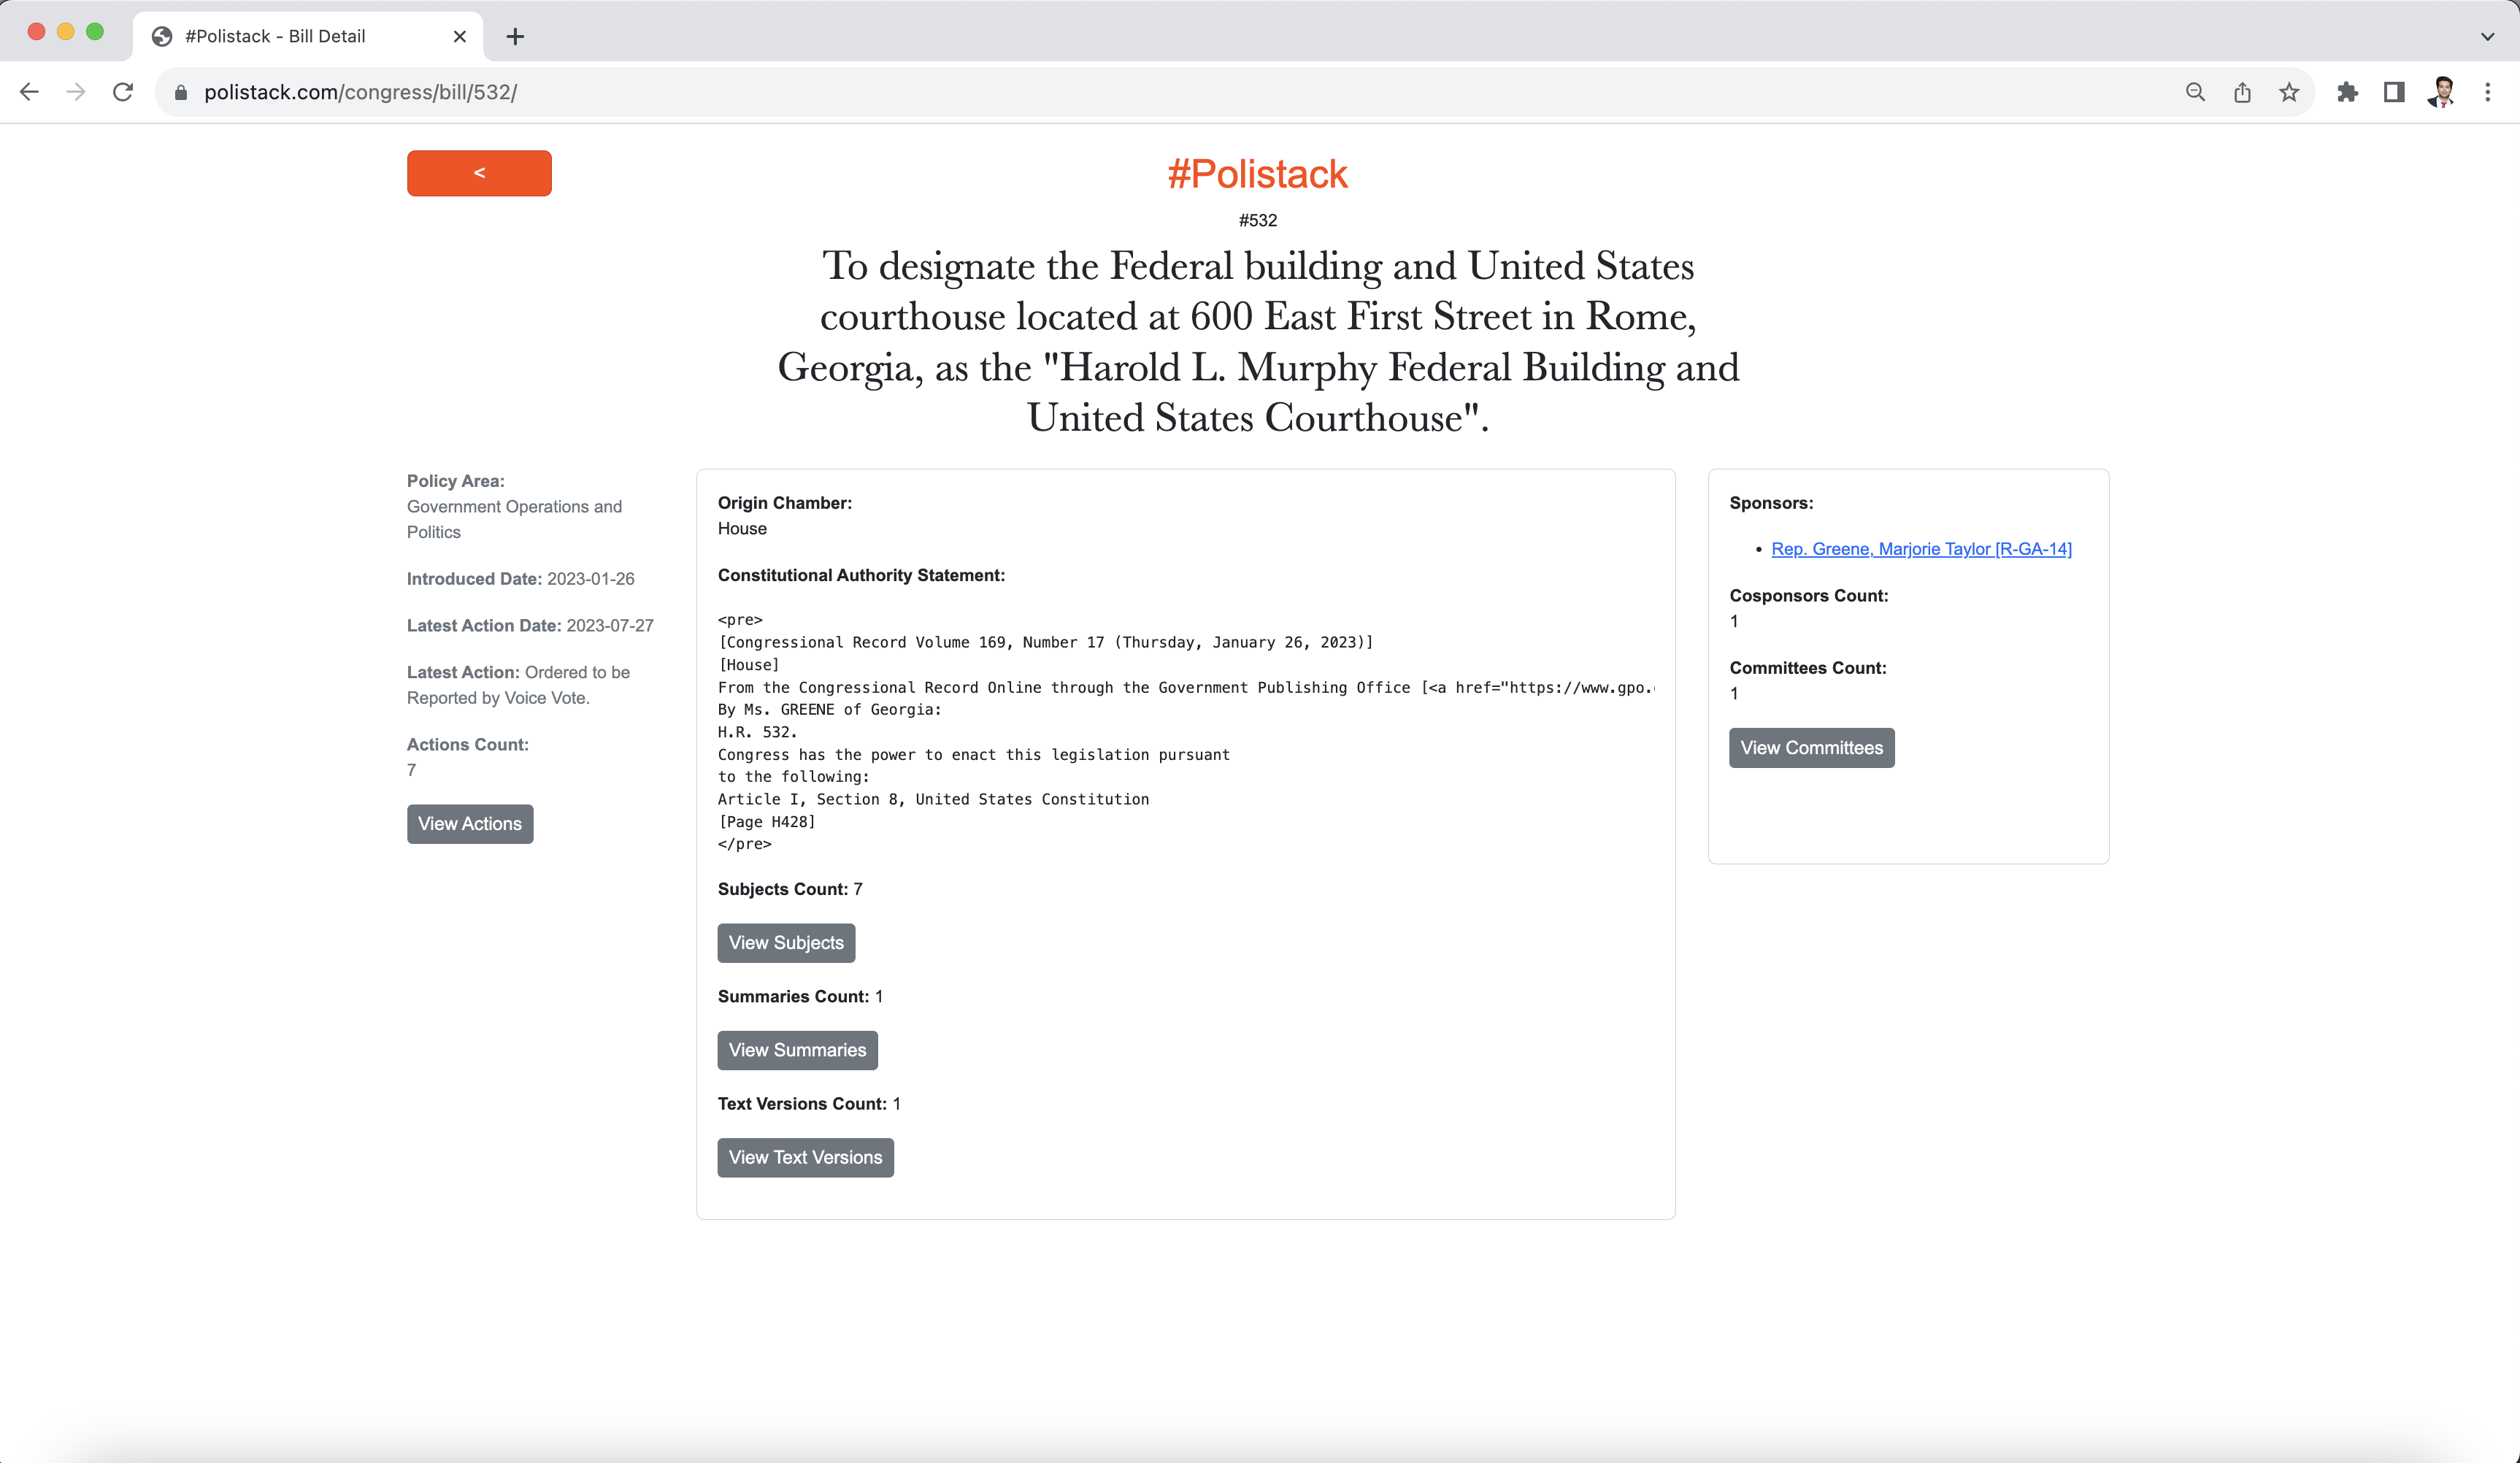 #Polistack - Bill Detail
polistack.com/congress/bill/532/
<
#Polistack
#532
To designate the Federal building and United States
courthouse located at 600 East First Street in Rome,
Georgia, as the "Harold L. Murphy Federal Building and
United States Courthouse".
Policy Area:
Government Operations and
Politics
Introduced Date: 2023-01-26
Latest Action Date: 2023-07-27
Latest Action: Ordered to be
Reported by Voice Vote.
Actions Count:
7
View Actions
Origin Chamber:
House
Constitutional Authority Statement:
<pre>
[Congressional Record Volume 169, Number 17 (Thursday, January 26, 2023)]
[House]
From the Congressional Record Online through the Government Publishing Office [<a href="https://www.gpo.
By Ms. GREENE of Georgia:
H.R. 532.
Congress has the power to enact this legislation pursuant
to the following:
Article I, Section 8, United States Constitution
[Page H428]
</pre>
Subjects Count: 7
View Subjects
Summaries Count: 1
View Summaries
Text Versions Count: 1
View Text Versions
Sponsors:
• Rep. Greene, Marjorie Taylor [R-GA-14]
Cosponsors Count:
1
Committees Count:
1
View Committees